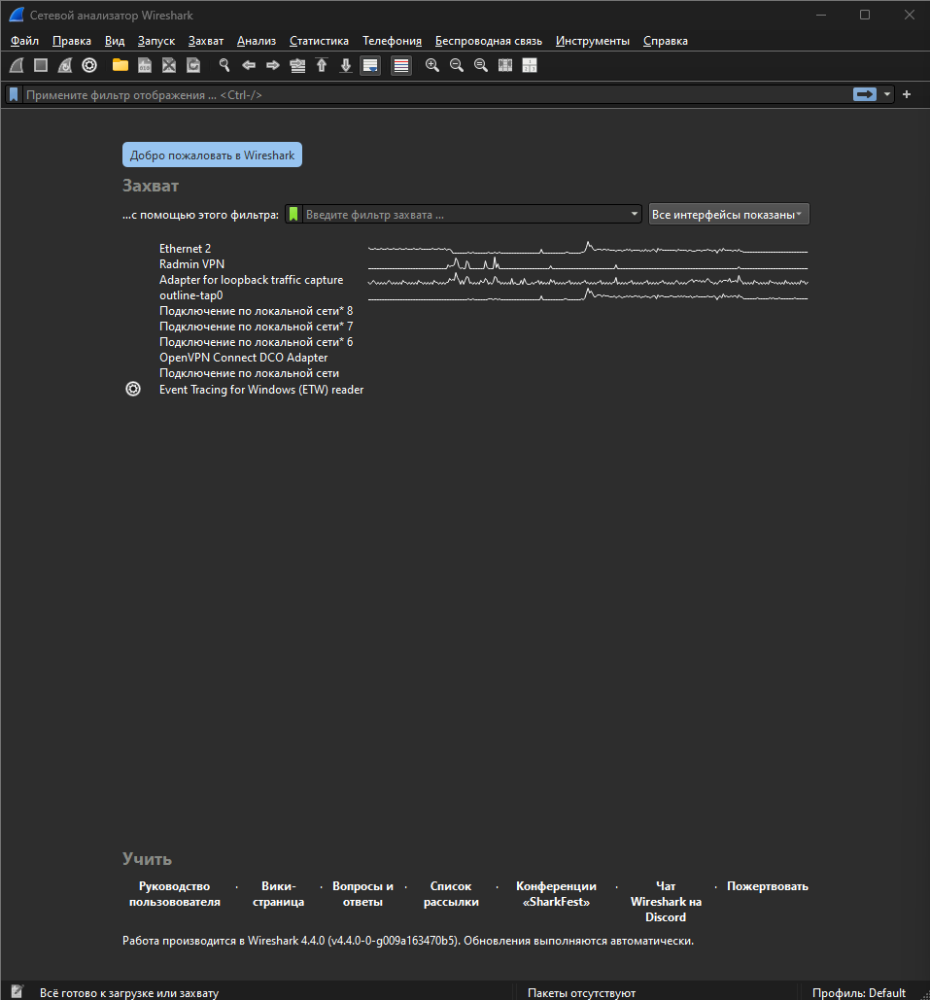 Сетевой анализатор Wireshark
Файл Правка Вид Запуск Захват Анализ Статистика Телефония Беспроводная связь Инструменты Справка
Примените фильтр отображения ... <Ctrl-/>
Добро пожаловать в Wireshark
Захват
...с помощью этого фильтра: Введите фильтр захвата ... Все интерфейсы показаны
Ethernet 2
Radmin VPN
Adapter for loopback traffic capture
outline-tap0
Подключение по локальной сети* 8
Подключение по локальной сети* 7
Подключение по локальной сети* 6
OpenVPN Connect DCO Adapter
Подключение по локальной сети
Event Tracing for Windows (ETW) reader
Учить
Руководство пользовователя · Вики-страница · Вопросы и ответы · Список рассылки · Конференции «SharkFest» · Чат Wireshark на Discord · Пожертвовать
Работа производится в Wireshark 4.4.0 (v4.4.0-0-g009a163470b5). Обновления выполняются автоматически.
Всё готово к загрузке или захвату Пакеты отсутствуют Профиль: Default